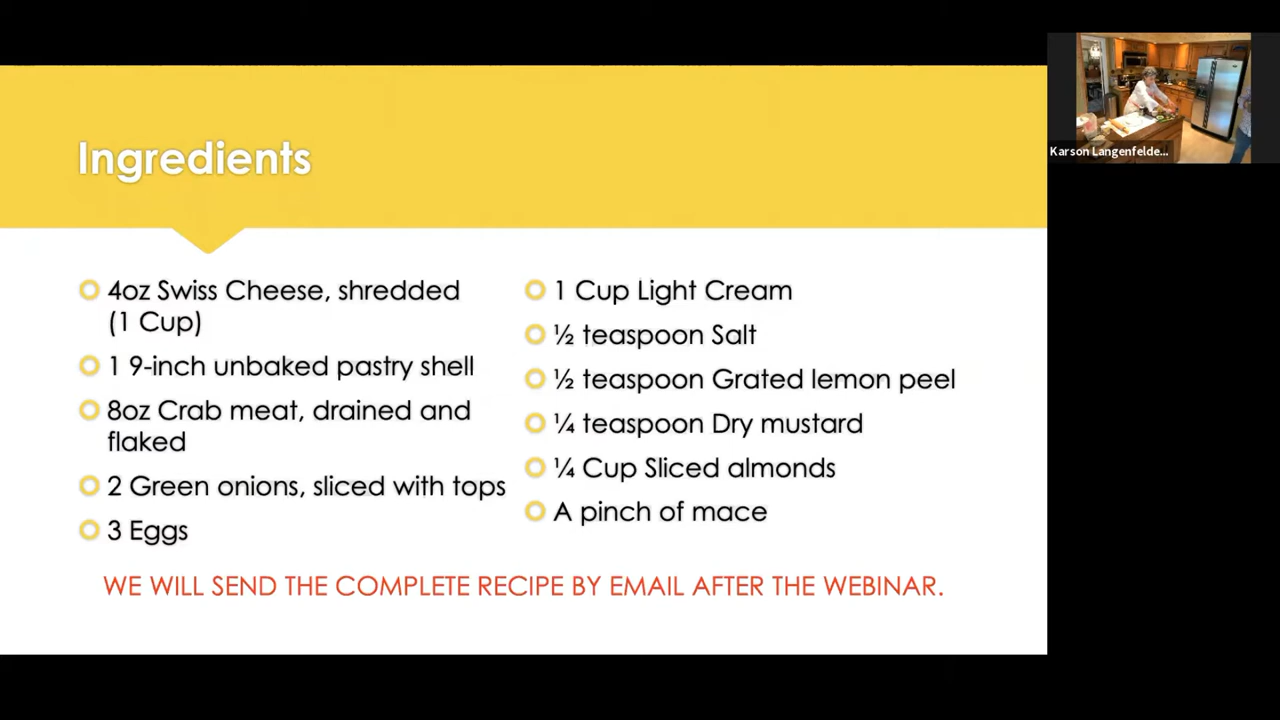 Ingredients
4oz Swiss Cheese, shredded
(1 Cup)
1 9-inch unbaked pastry shell
8oz Crab meat, drained and
flaked
2 Green onions, sliced with tops
3 Eggs
1 Cup Light Cream
½ teaspoon Salt
½ teaspoon Grated lemon peel
¼ teaspoon Dry mustard
¼ Cup Sliced almonds
A pinch of mace
WE WILL SEND THE COMPLETE RECIPE BY EMAIL AFTER THE WEBINAR.
Karson Langenfelde...